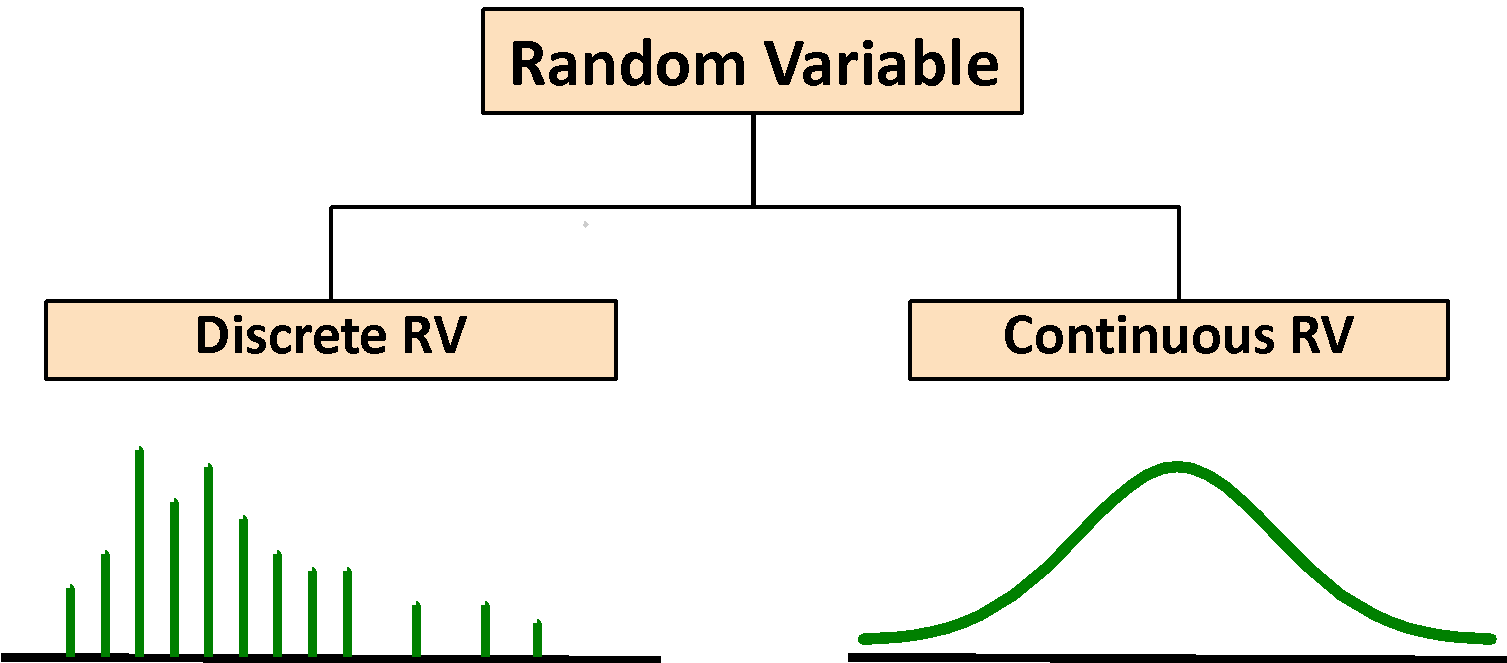 Random Variable
Discrete RV
Continuous RV